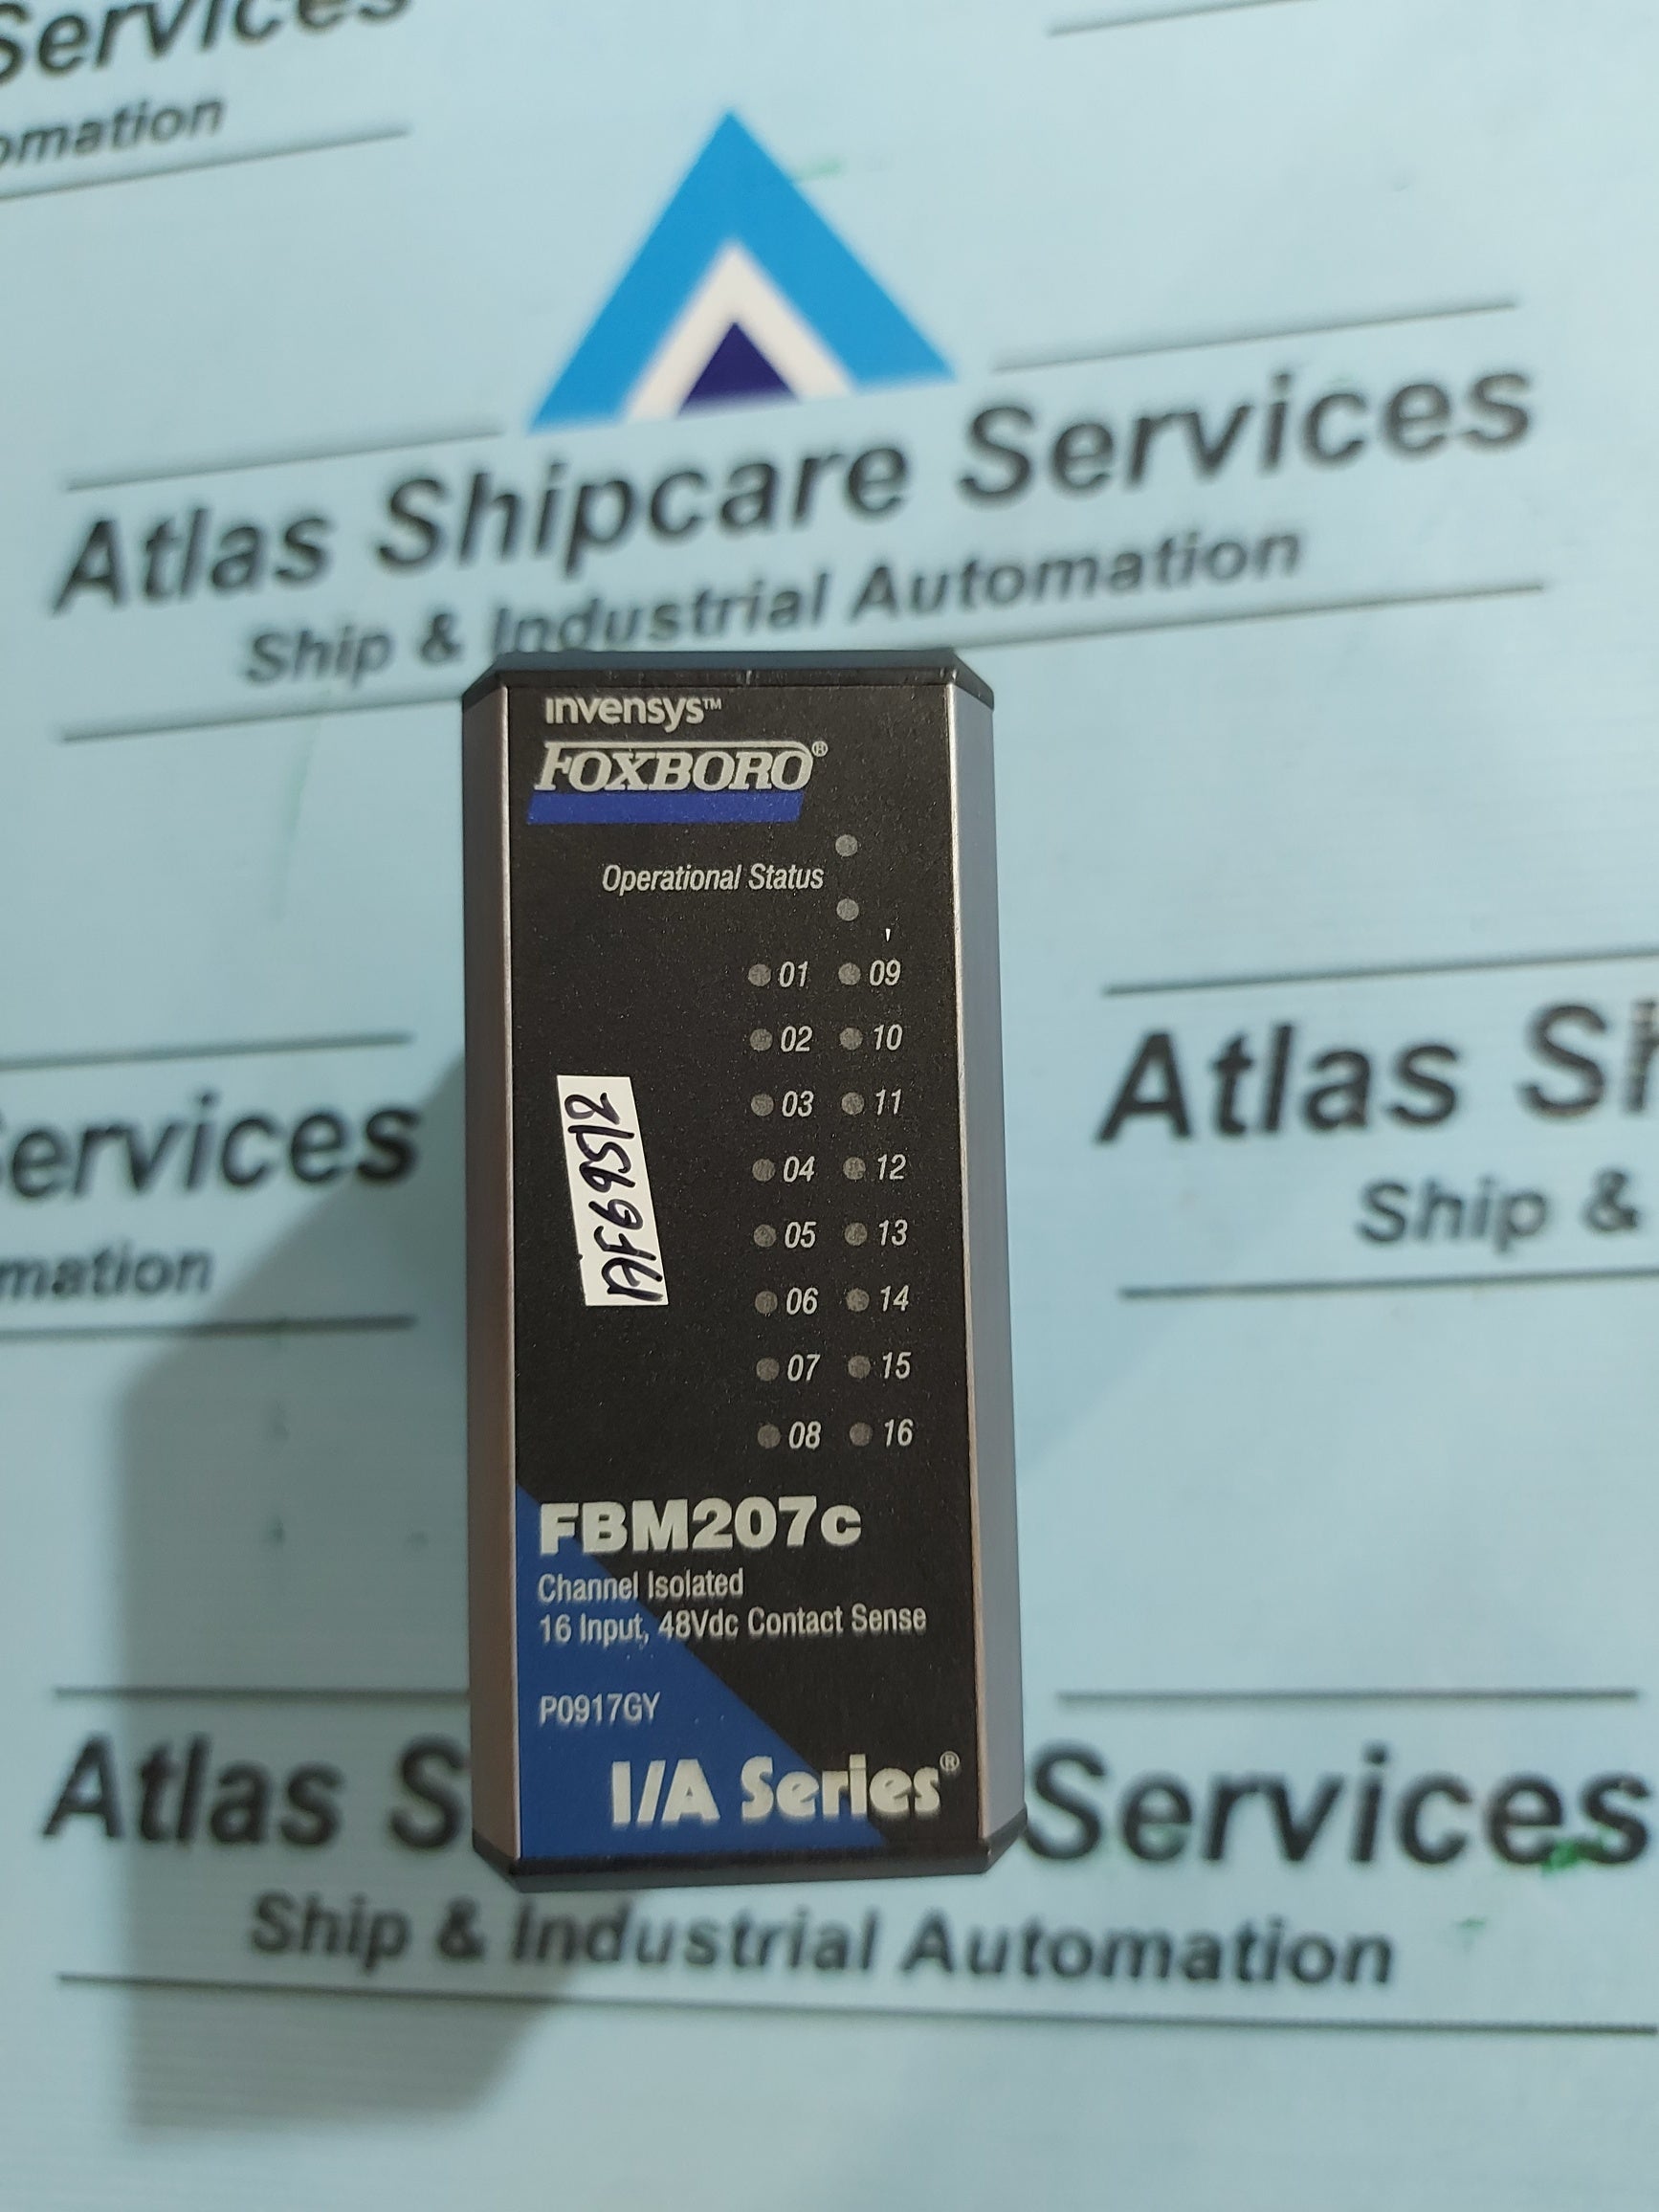 Services
omation
Atlas Shipcare Services
Ship & Industrial Automation
invensys™
FOXBORO®
Operational Status
01 09
02 10
03 11
04 12
05 13
06 14
07 15
08 16
AF69512
FBM207c
Channel Isolated
16 Input, 48Vdc Contact Sense
P0917GY
I/A Series®
Services
mation
Atlas Sh
Ship &
Atlas S Services
Ship & Industrial Automation